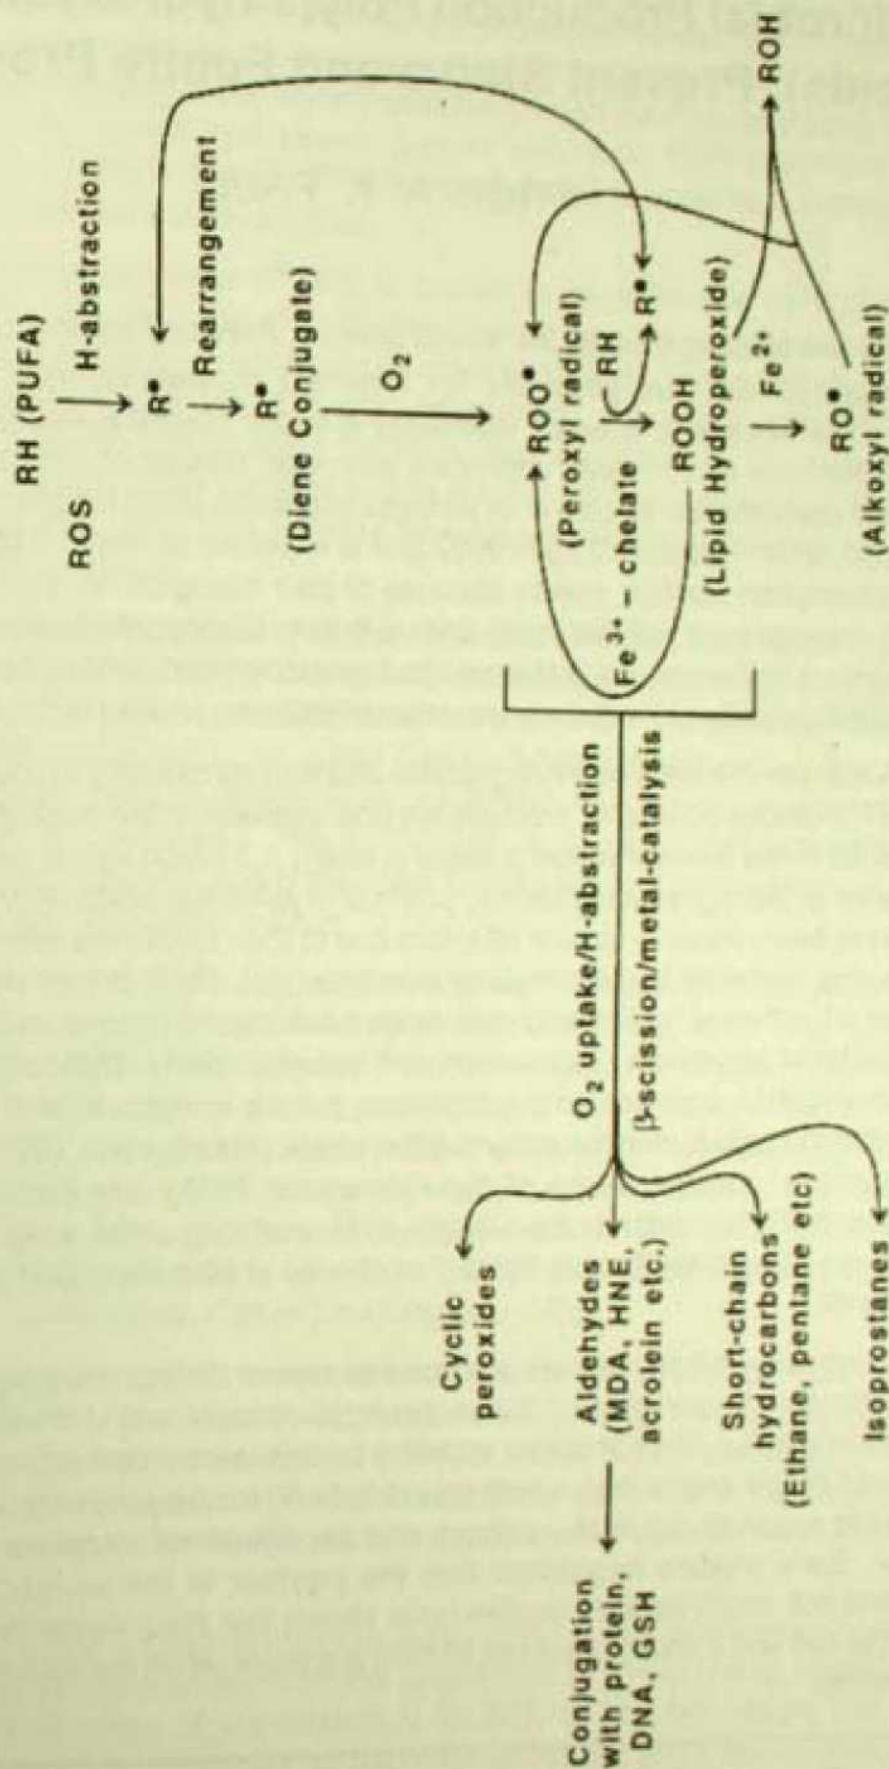 RH (PUFA)
ROS
H-abstraction
R•
Rearrangement
R•
(Diene Conjugate)
O₂
ROO•
(Peroxyl radical)
RH
R•
Fe³⁺ – chelate
ROOH
(Lipid Hydroperoxide)
Fe²⁺
RO•
(Alkoxyl radical)
ROH
O₂ uptake/H-abstraction
β-scission/metal-catalysis
Cyclic
peroxides
Aldehydes
(MDA, HNE,
acrolein etc.)
Short-chain
hydrocarbons
(Ethane, pentane etc)
Isoprostanes
Conjugation
with protein,
DNA, GSH